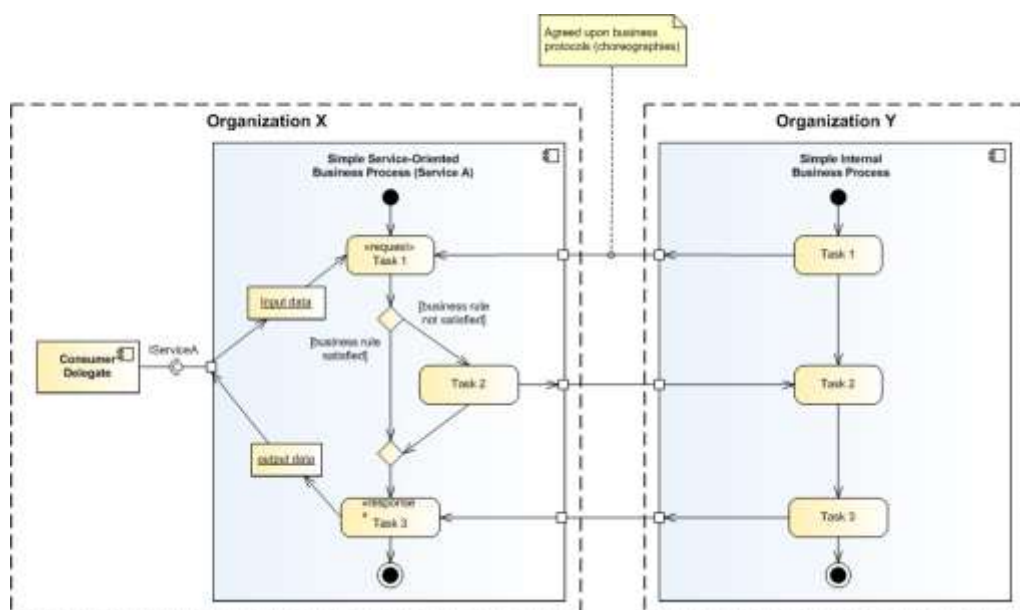 Agreed upon business
protocols (choreographies)
Organization X
Organization Y
Simple Service-Oriented
Business Process (Service A)
Simple Internal
Business Process
«request»
Task 1
Task 1
Input data
[business rule
not satisfied]
[business rule
satisfied]
IServiceA
Consumer
Delegate
Task 2
Task 2
output data
«response
»
Task 3
Task 3